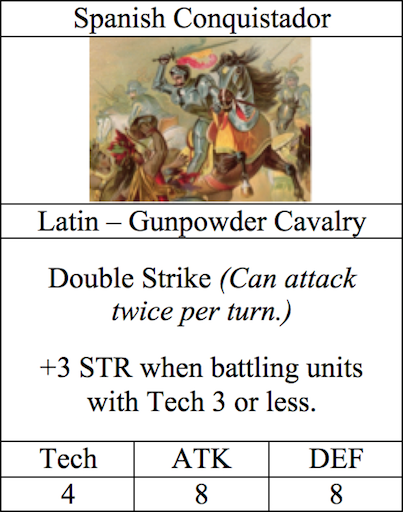 Spanish Conquistador
Latin – Gunpowder Cavalry
Double Strike (Can attack
twice per turn.)
+3 STR when battling units
with Tech 3 or less.
Tech ATK DEF
4 8 8